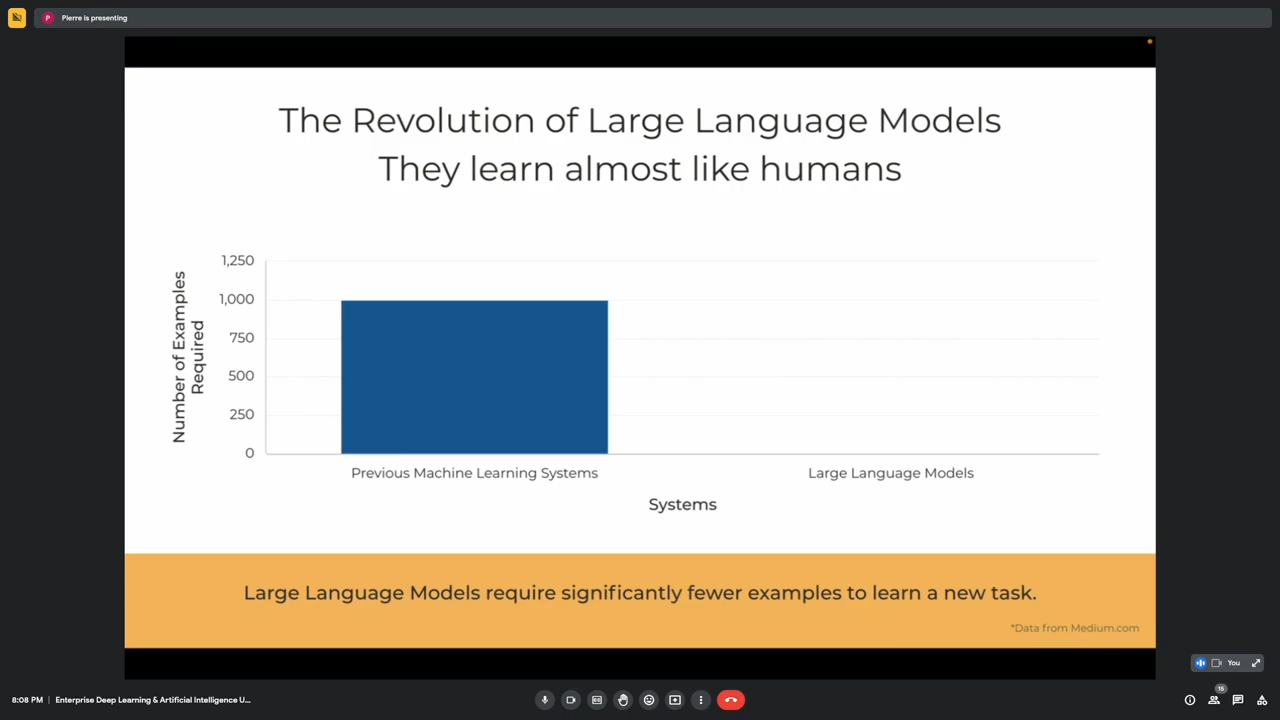 P
Pierre is presenting
The Revolution of Large Language Models
They learn almost like humans
Number of Examples
Required
1,250
1,000
750
500
250
0
Previous Machine Learning Systems
Large Language Models
Systems
Large Language Models require significantly fewer examples to learn a new task.
*Data from Medium.com
You
8:08 PM | Enterprise Deep Learning & Artificial Intelligence U...
15